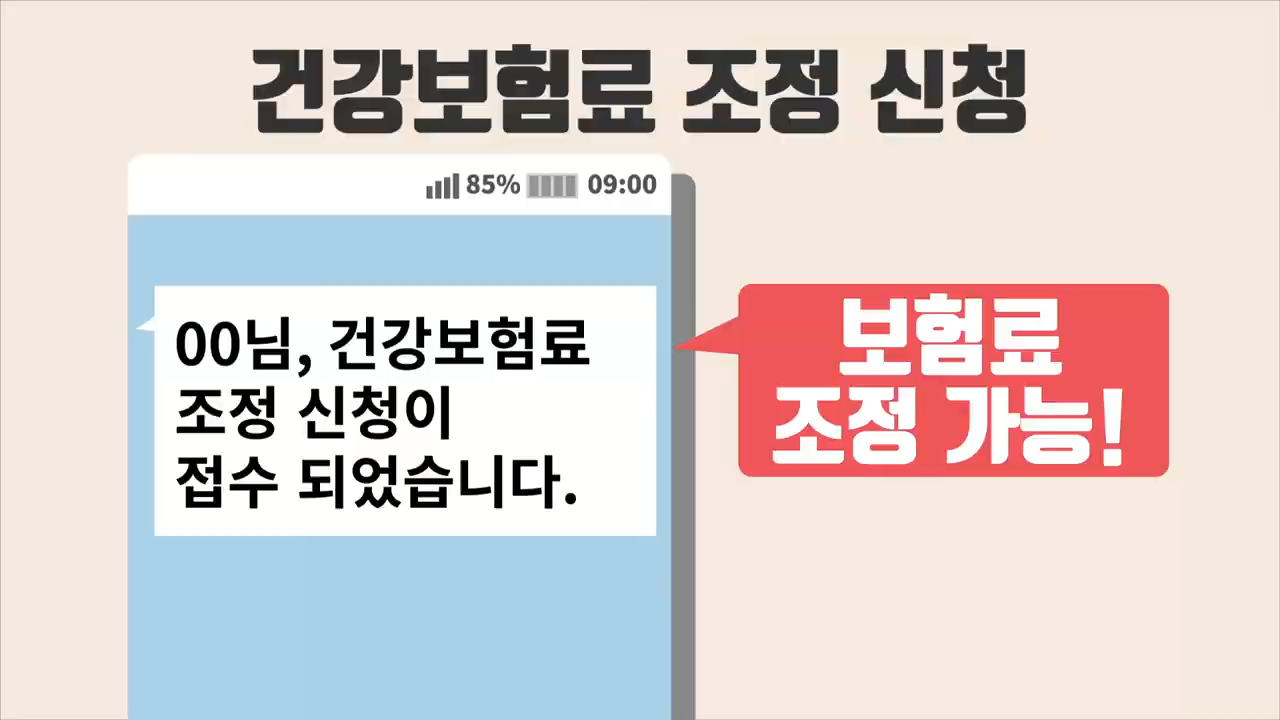 건강보험료 조정 신청
85% 09:00
00님, 건강보험료
조정 신청이
접수 되었습니다.
보험료
조정 가능!